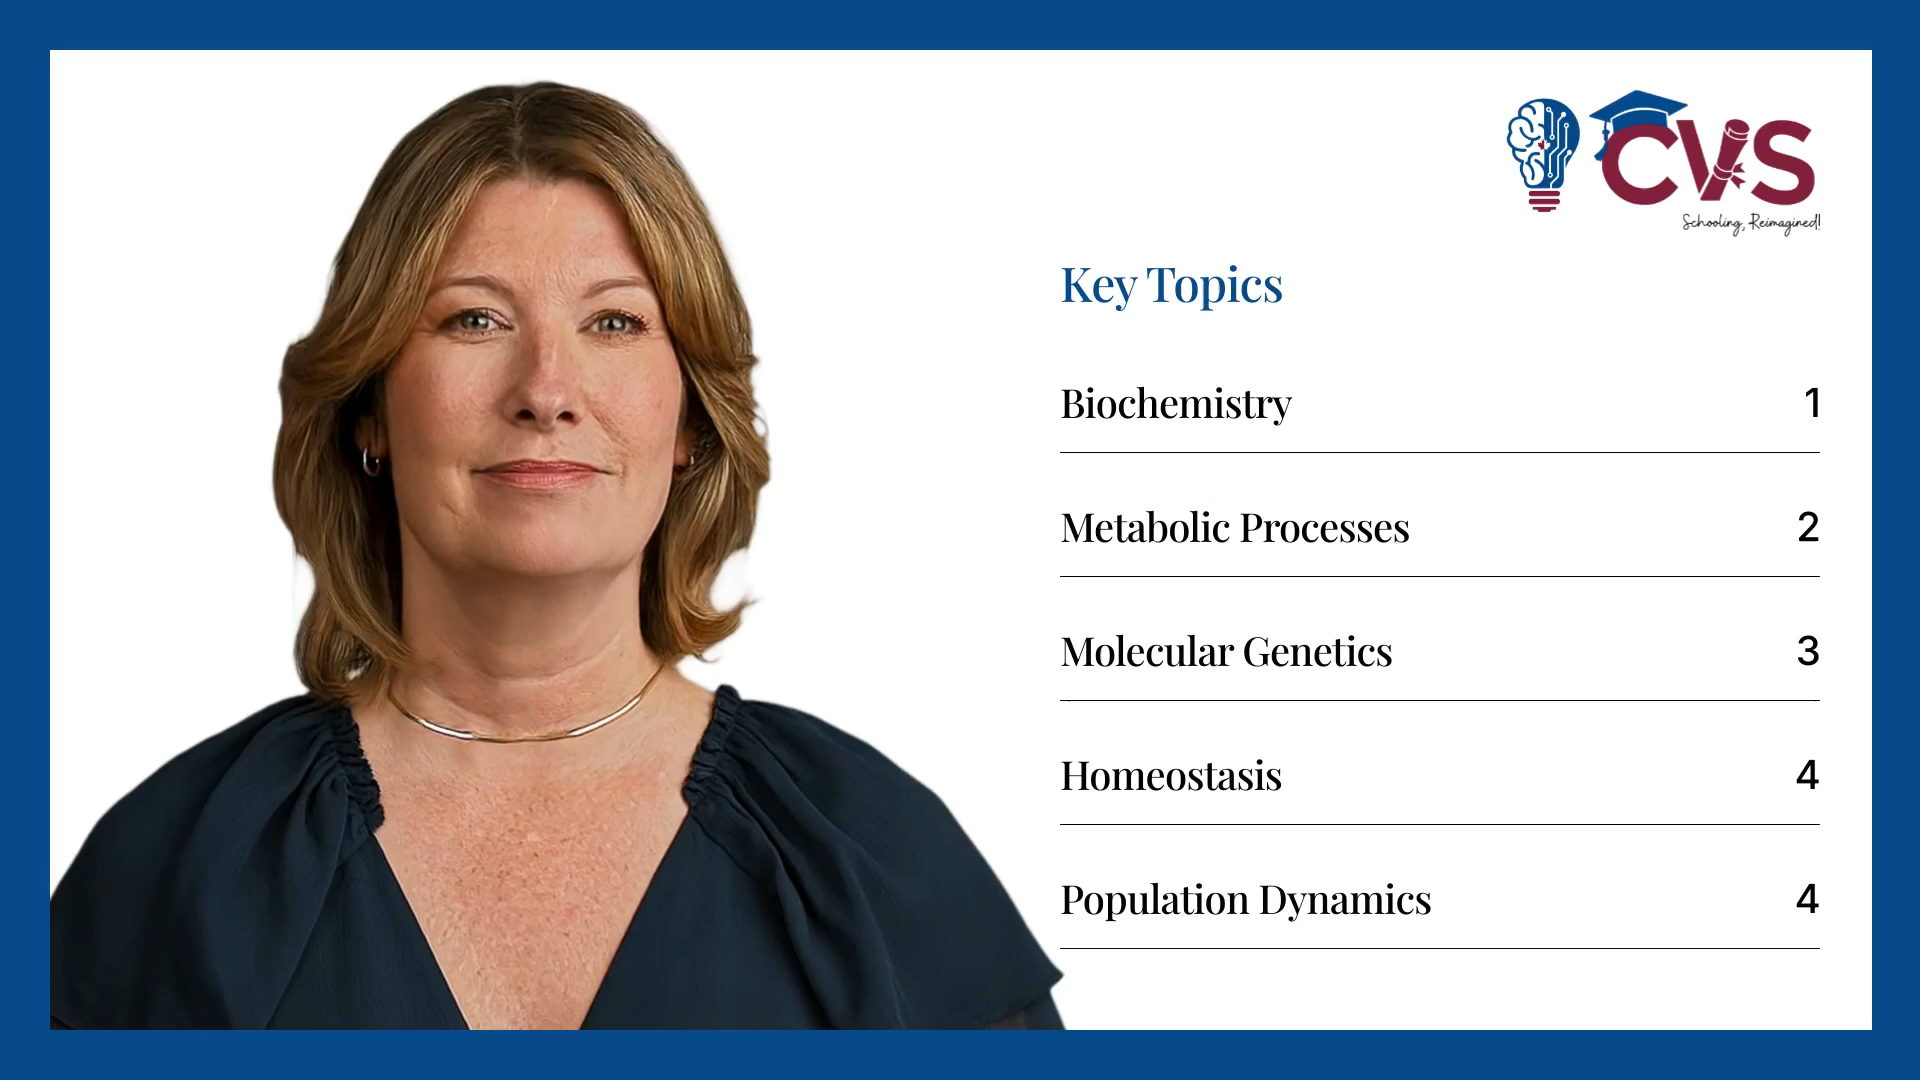 CVS
Schooling, Reimagined!
Key Topics
Biochemistry 1
Metabolic Processes 2
Molecular Genetics 3
Homeostasis 4
Population Dynamics 4